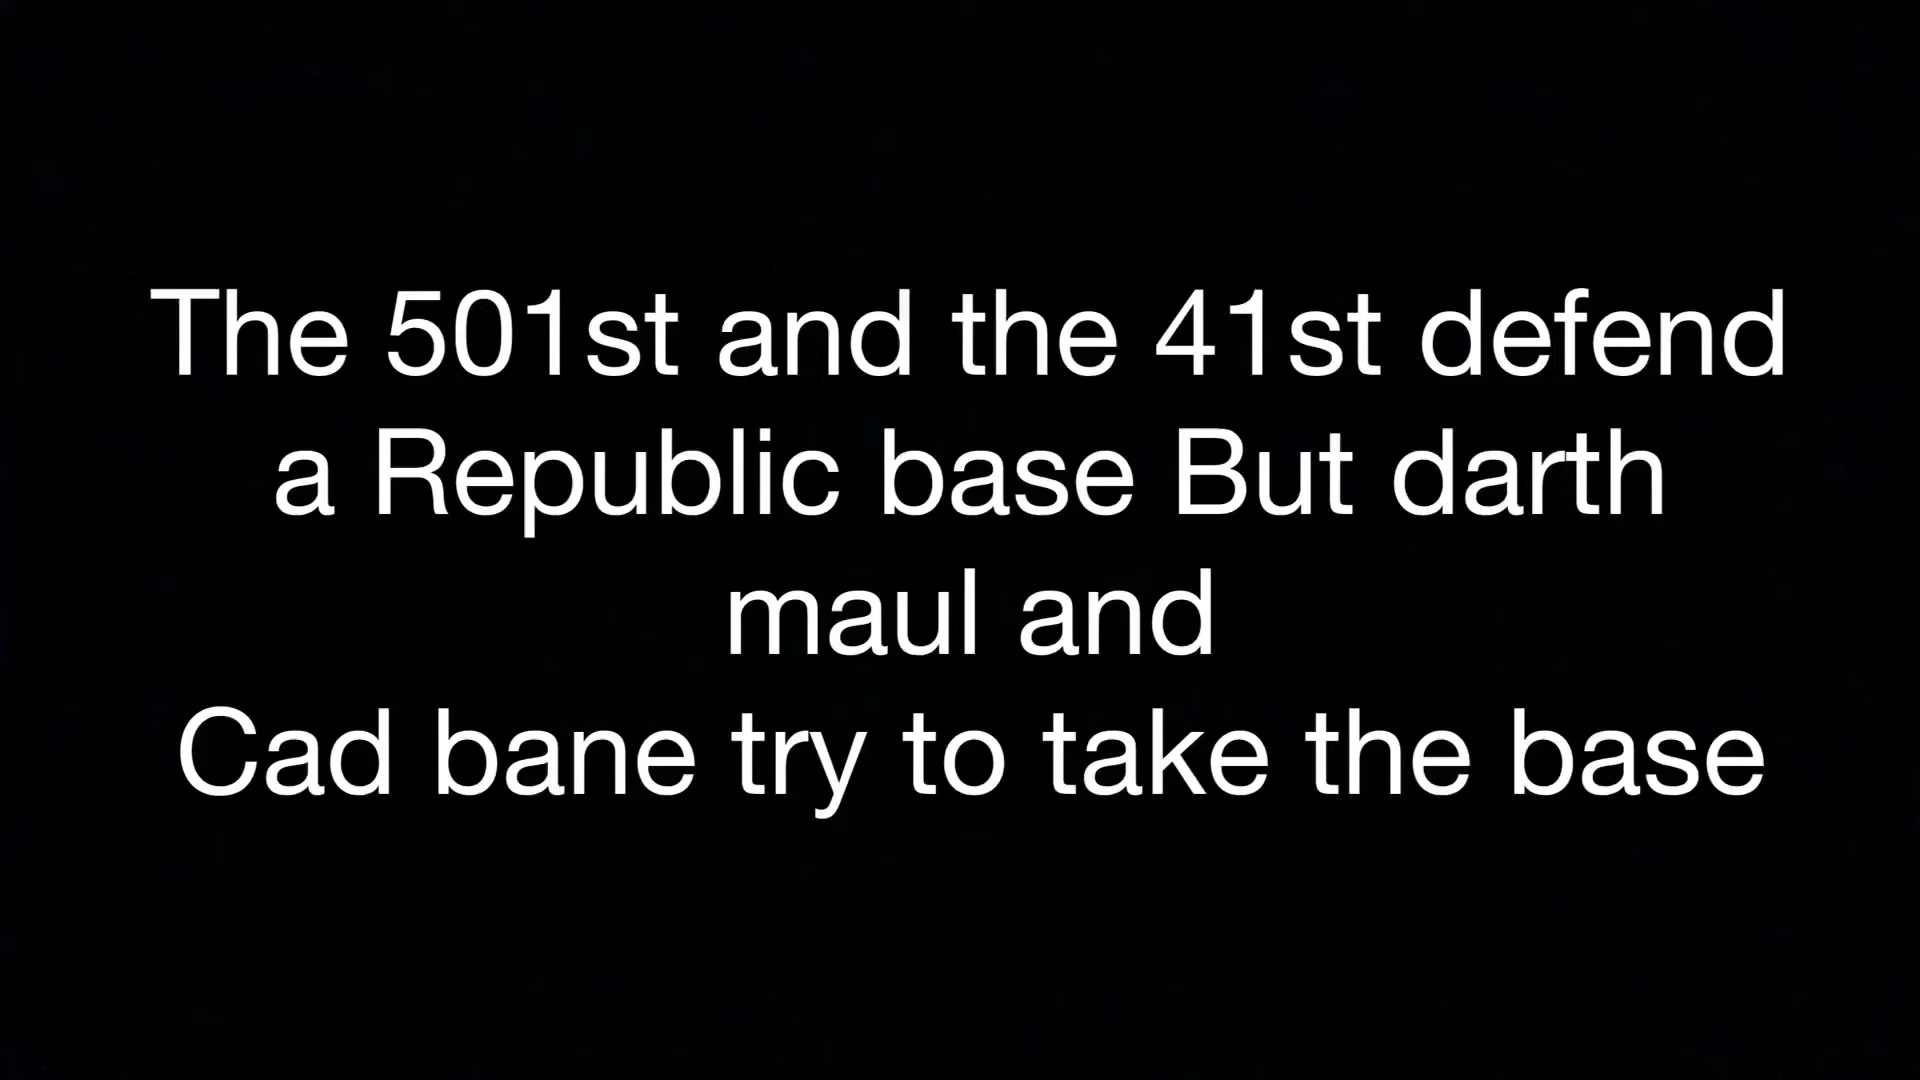 The 501st and the 41st defend
a Republic base But darth
maul and
Cad bane try to take the base